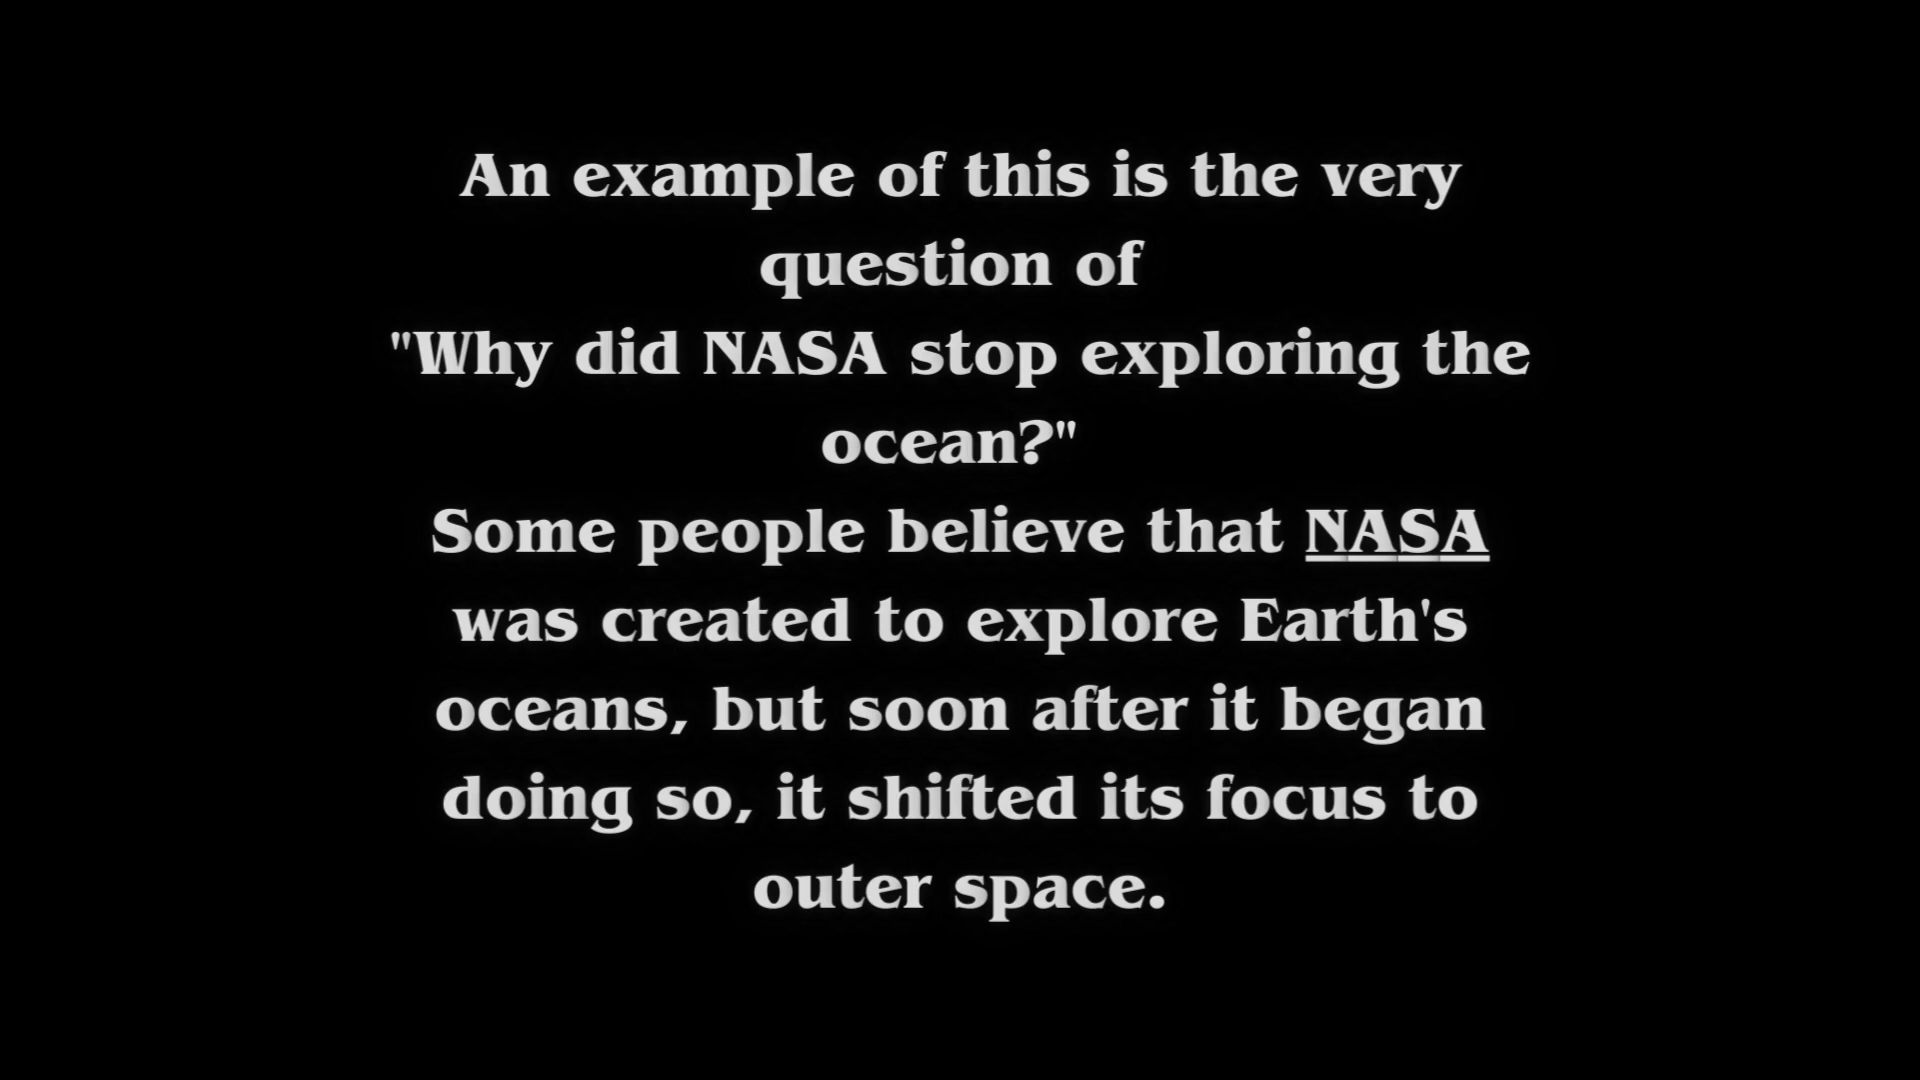 An example of this is the very
question of
"Why did NASA stop exploring the
ocean?"
Some people believe that NASA
was created to explore Earth's
oceans, but soon after it began
doing so, it shifted its focus to
outer space.